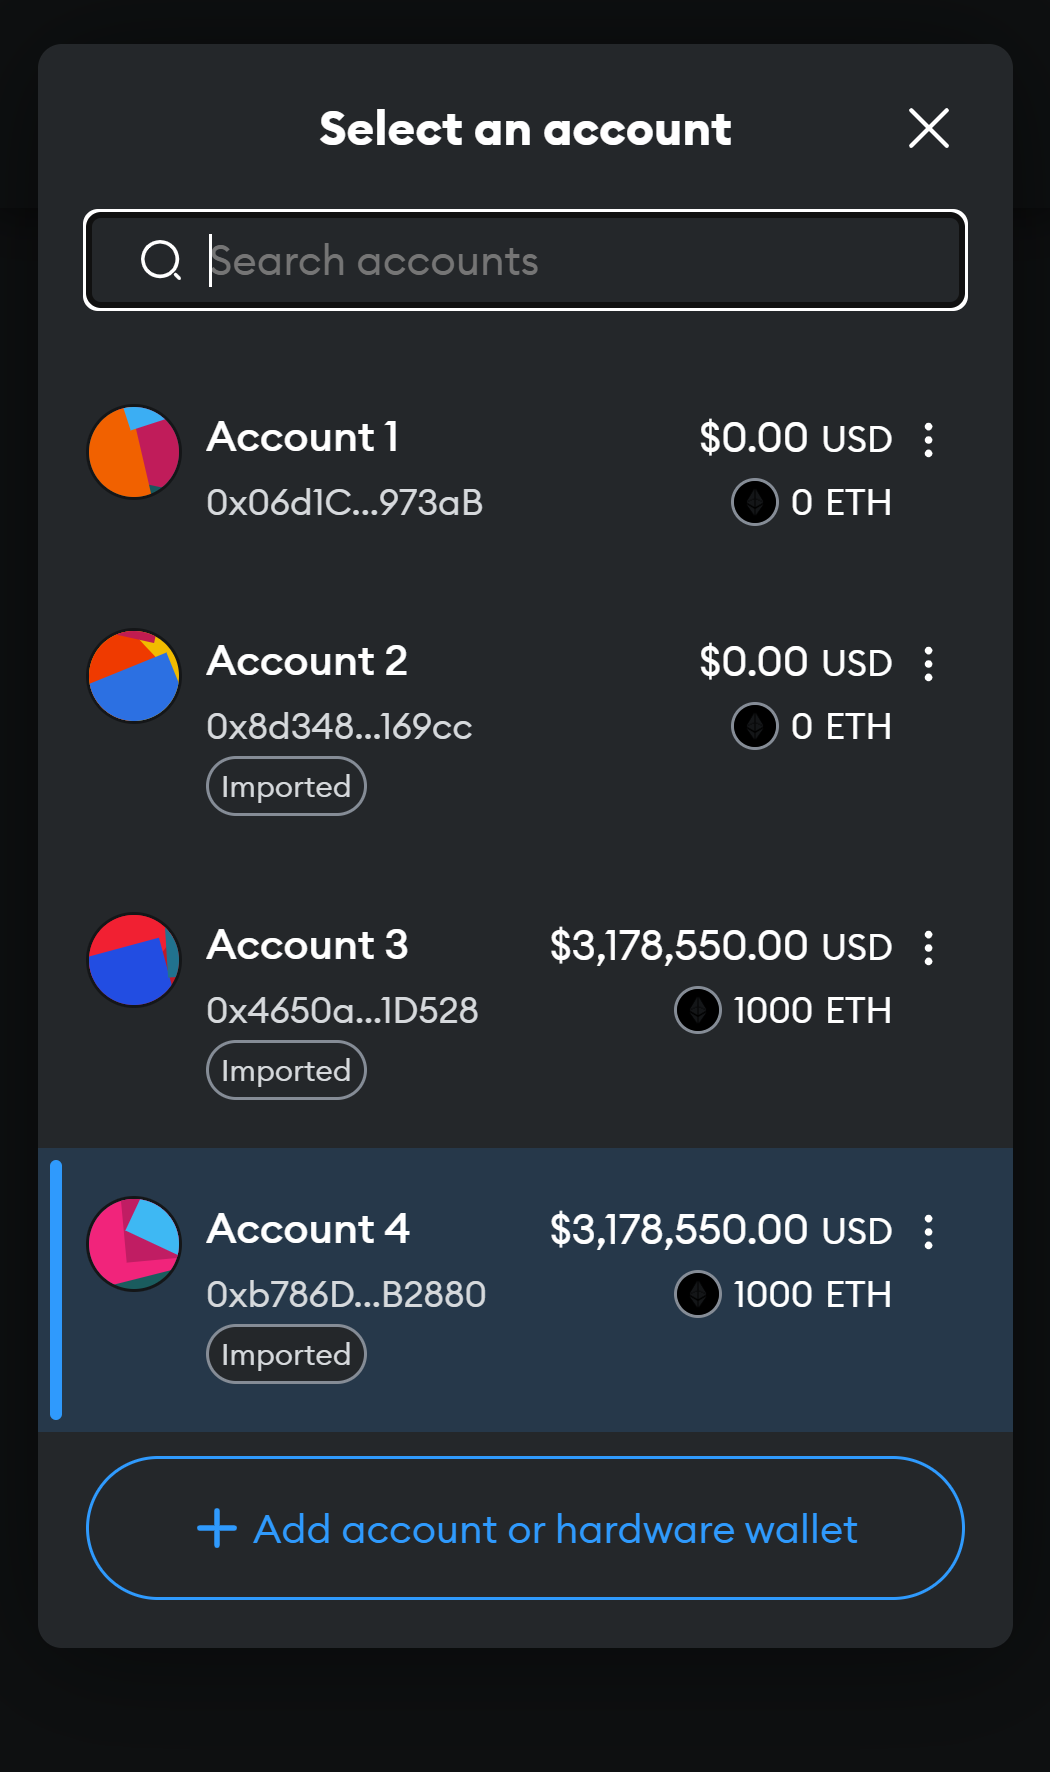 Select an account
Search accounts
Account 1 $0.00 USD
0x06d1C...973aB 0 ETH
Account 2 $0.00 USD
0x8d348...169cc 0 ETH
Imported
Account 3 $3,178,550.00 USD
0x4650a...1D528 1000 ETH
Imported
Account 4 $3,178,550.00 USD
0xb786D...B2880 1000 ETH
Imported
+ Add account or hardware wallet